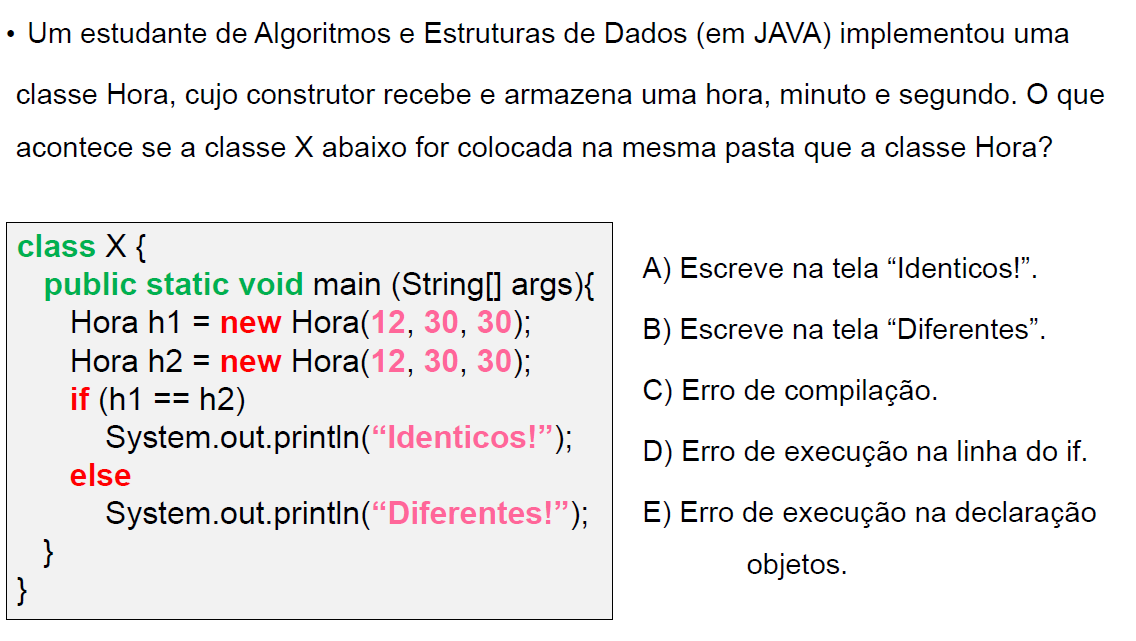 • Um estudante de Algoritmos e Estruturas de Dados (em JAVA) implementou uma
classe Hora, cujo construtor recebe e armazena uma hora, minuto e segundo. O que
acontece se a classe X abaixo for colocada na mesma pasta que a classe Hora?
class X {
public static void main (String[] args){
Hora h1 = new Hora(12, 30, 30);
Hora h2 = new Hora(12, 30, 30);
if (h1 == h2)
System.out.println(“Identicos!”);
else
System.out.println(“Diferentes!”);
}
}
A) Escreve na tela “Identicos!”.
B) Escreve na tela “Diferentes”.
C) Erro de compilação.
D) Erro de execução na linha do if.
E) Erro de execução na declaração
objetos.